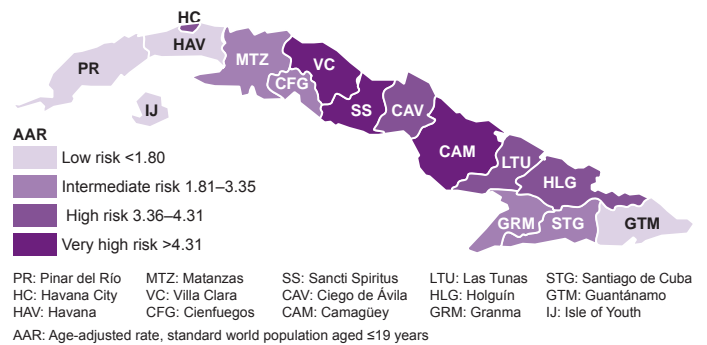 HC
HAV
PR
IJ
MTZ
CFG
VC
SS
CAV
CAM
LTU
HLG
GRM
STG
GTM
AAR
Low risk <1.80
Intermediate risk 1.81–3.35
High risk 3.36–4.31
Very high risk >4.31
PR: Pinar del Río MTZ: Matanzas SS: Sancti Spiritus LTU: Las Tunas STG: Santiago de Cuba
HC: Havana City VC: Villa Clara CAV: Ciego de Ávila HLG: Holguín GTM: Guantánamo
HAV: Havana CFG: Cienfuegos CAM: Camagüey GRM: Granma IJ: Isle of Youth
AAR: Age-adjusted rate, standard world population aged ≤19 years